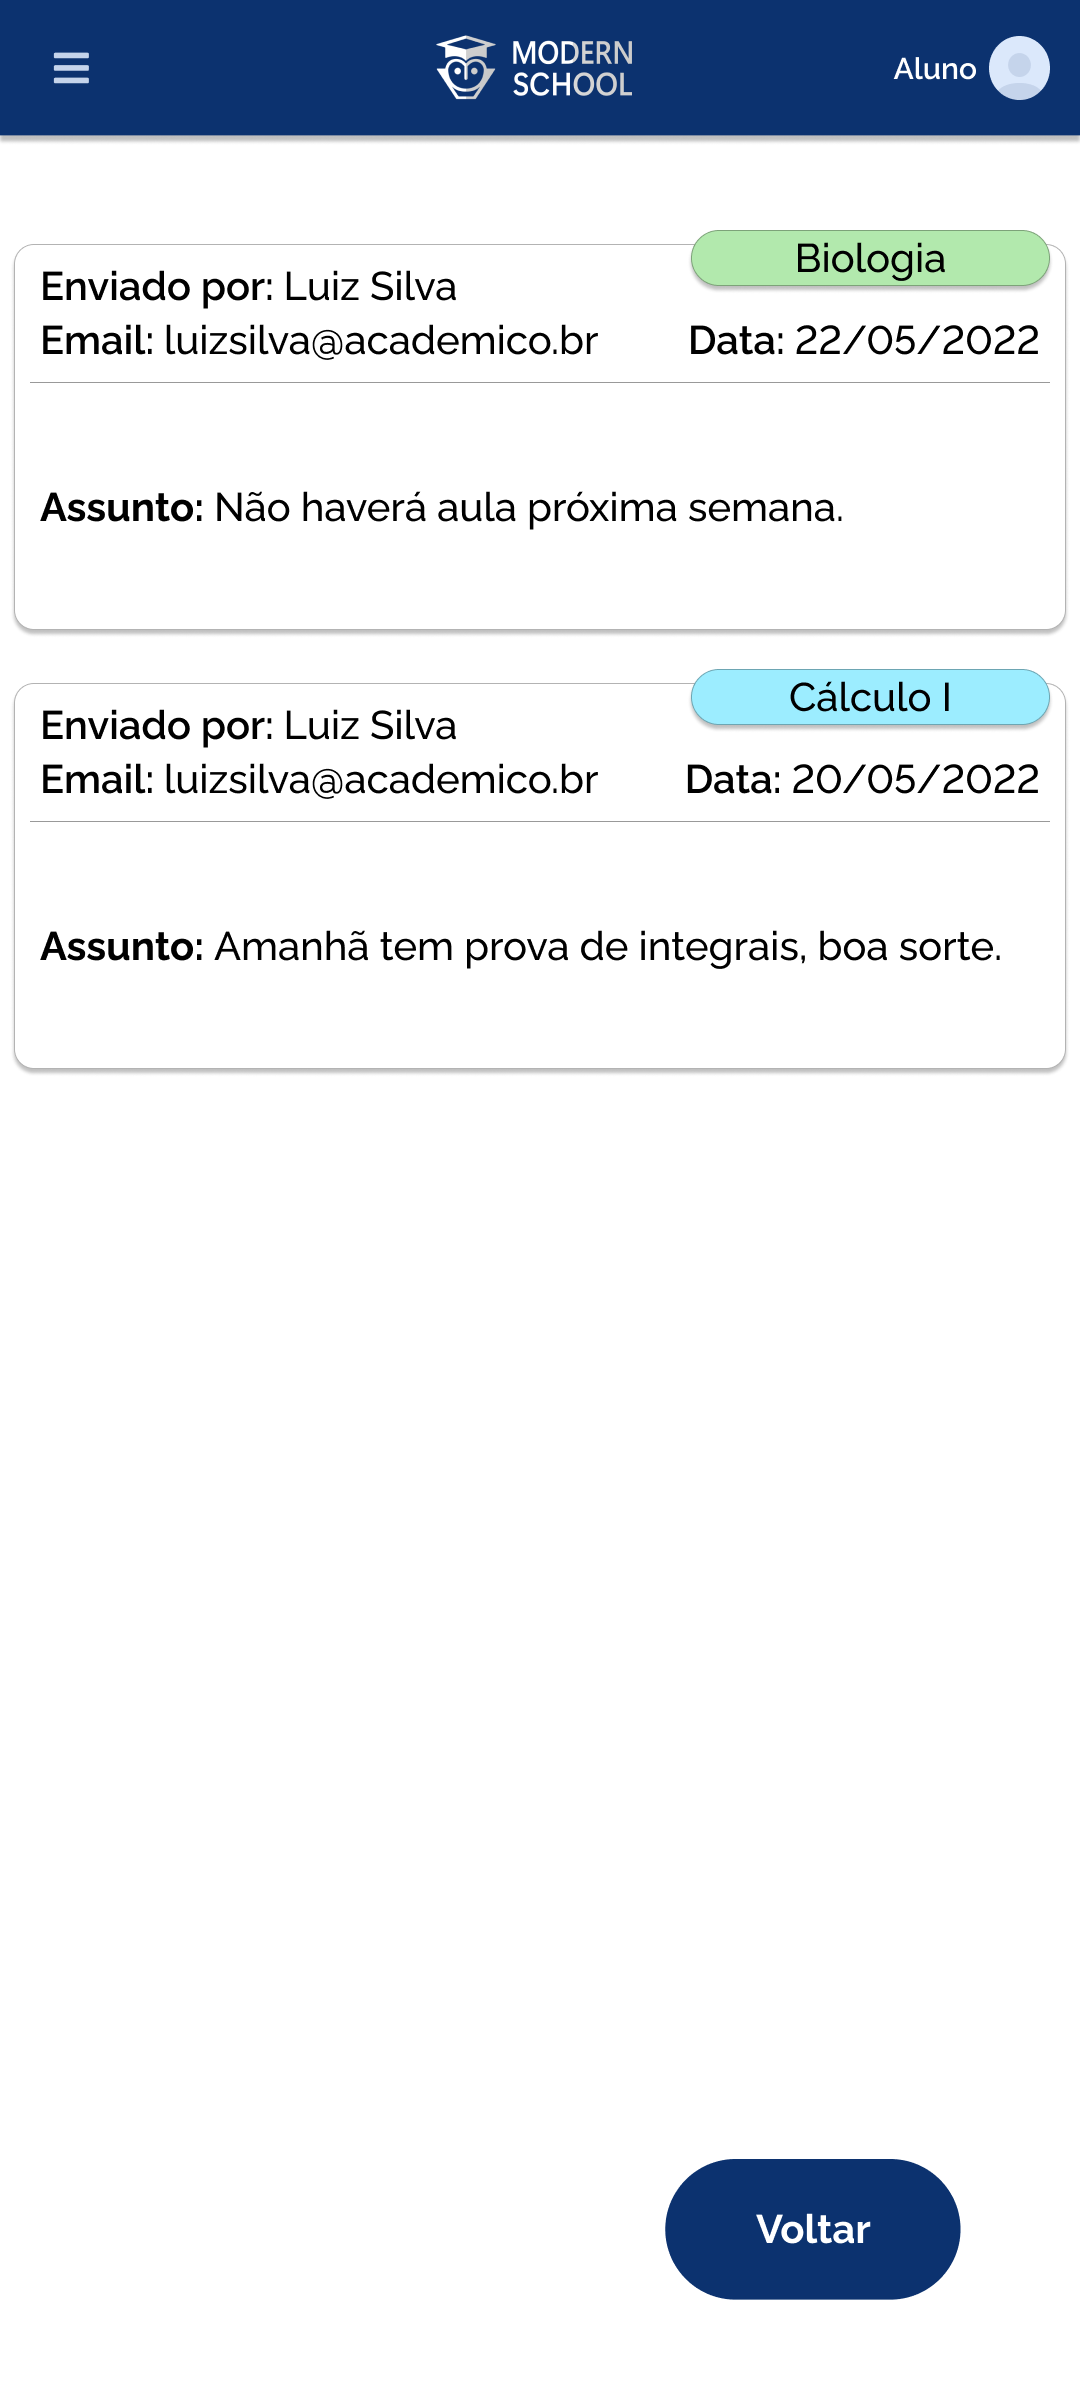 MODERN
SCHOOL
Aluno
Biologia
Enviado por: Luiz Silva
Email: luizsilva@academico.br Data: 22/05/2022
Assunto: Não haverá aula próxima semana.
Cálculo I
Enviado por: Luiz Silva
Email: luizsilva@academico.br Data: 20/05/2022
Assunto: Amanhã tem prova de integrais, boa sorte.
Voltar